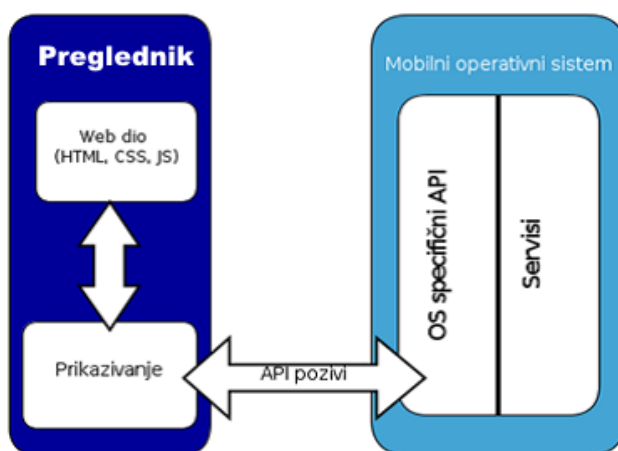 Preglednik
Web dio
(HTML, CSS, JS)
Prikazivanje
API pozivi
Mobilni operativni sistem
OS specifični API
Servisi